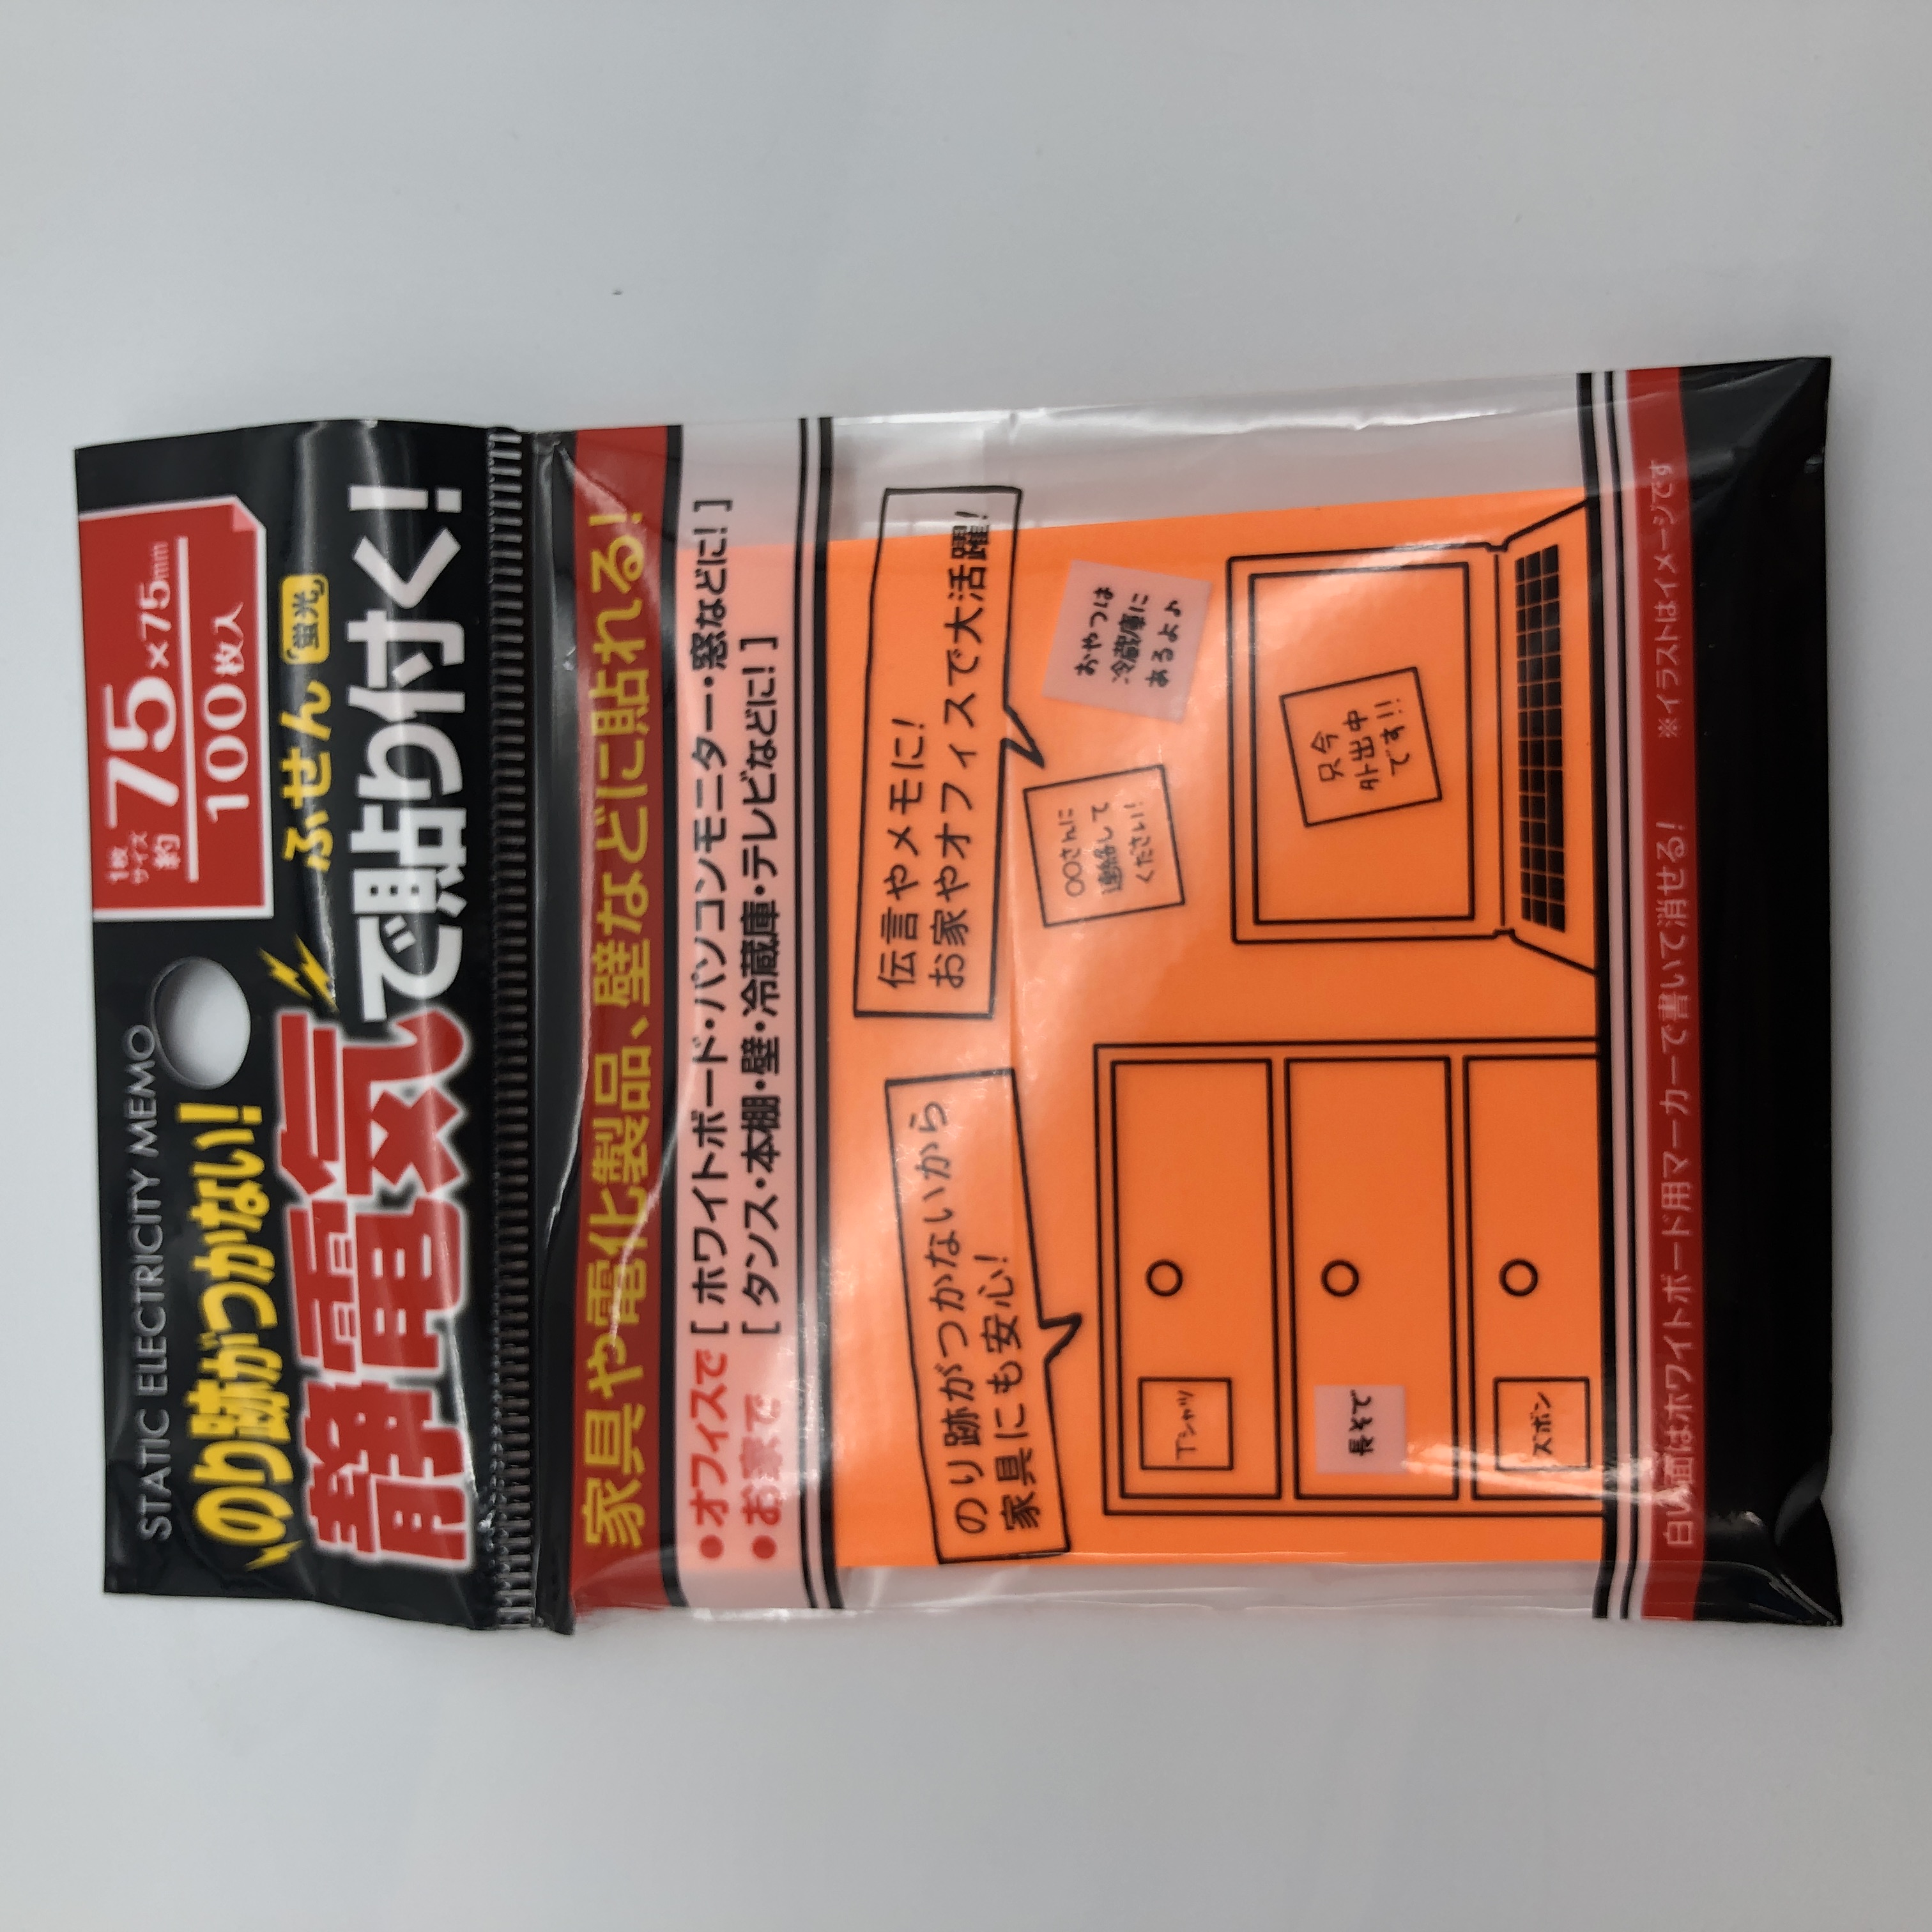 STATIC ELECTRICITY MEMO
1枚
サイズ
約75×75mm
100枚入
のり跡がつかない!
ふせん 蛍光
静電気で貼り付く!
家具や電化製品、壁などに貼れる!
●オフィスで [ ホワイトボード・パソコンモニター・窓などに! ]
●お家で [ タンス・本棚・壁・冷蔵庫・テレビなどに! ]
のり跡がつかないから
家具にも安心!
伝言やメモに!
お家やオフィスで大活躍!
〇〇さんに
連絡して
ください!!
おやつは
冷蔵庫に
あるよ♪
只今
外出中
です!!
Tシャツ
長そで
ズボン
白い面はホワイトボード用マーカーで書いて消せる!
※イラストはイメージです